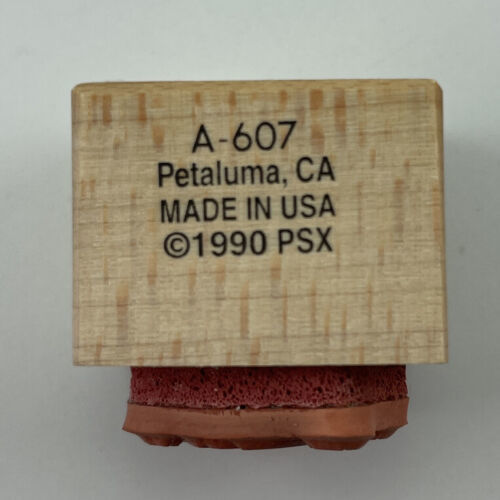 A-607
Petaluma, CA
MADE IN USA
©1990 PSX